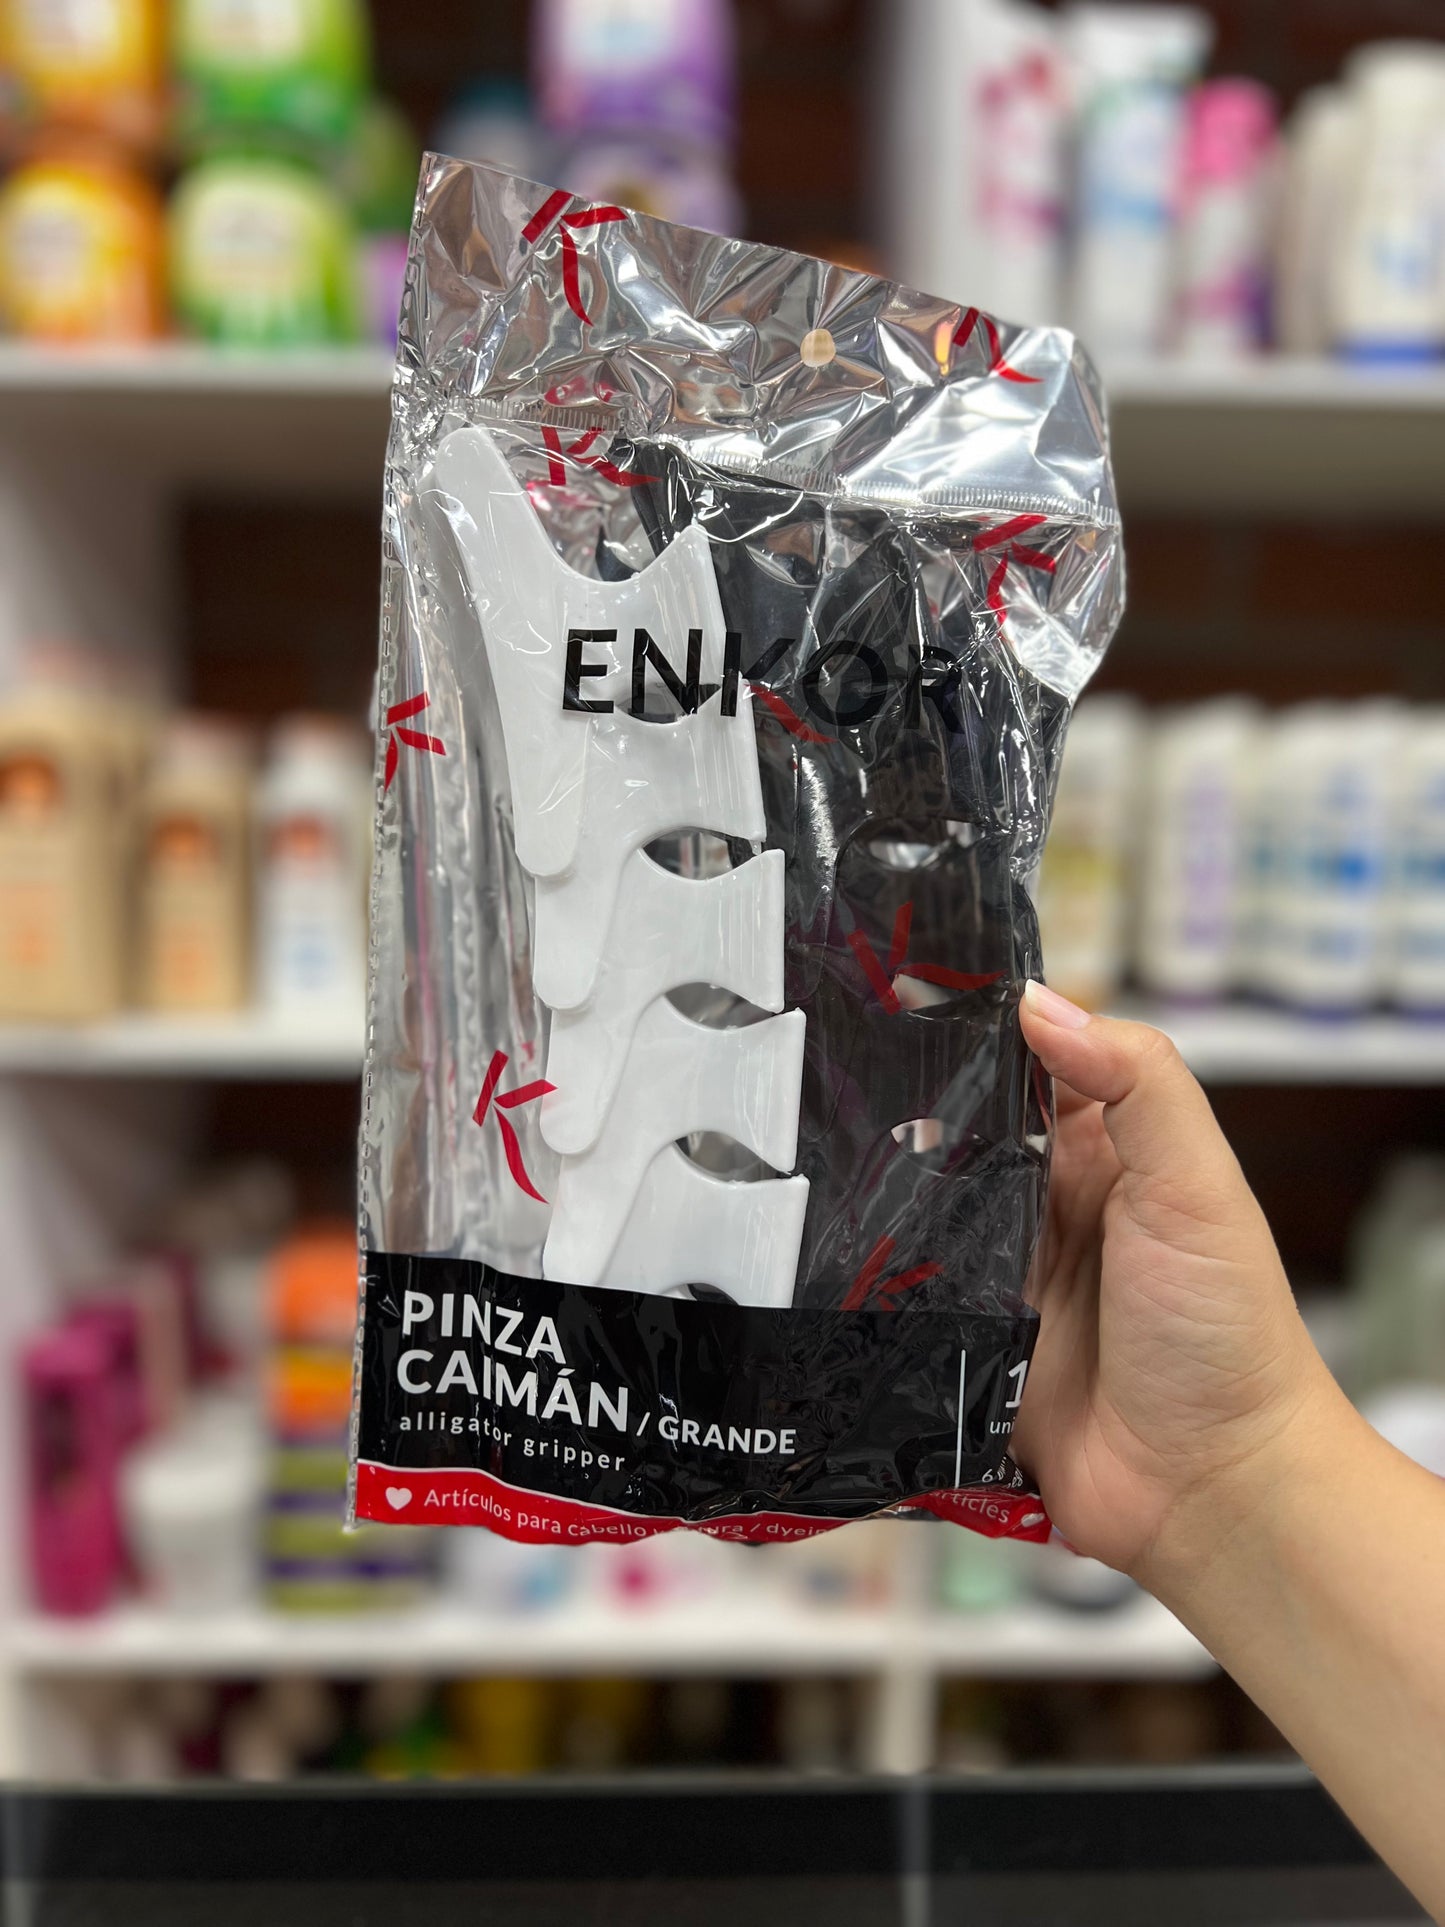 ENKOR
PINZA
CAIMÁN / GRANDE
alligator gripper
Artículos para cabello